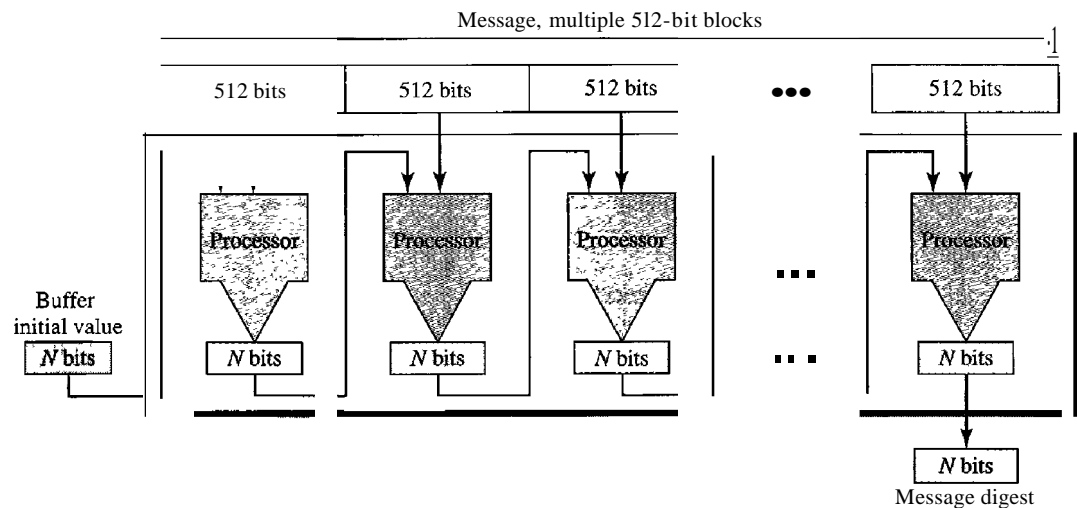 Message, multiple 512-bit blocks
512 bits 512 bits 512 bits ••• 512 bits
Processor Processor Processor Processor
Buffer
initial value
N bits N bits N bits N bits N bits
N bits
Message digest